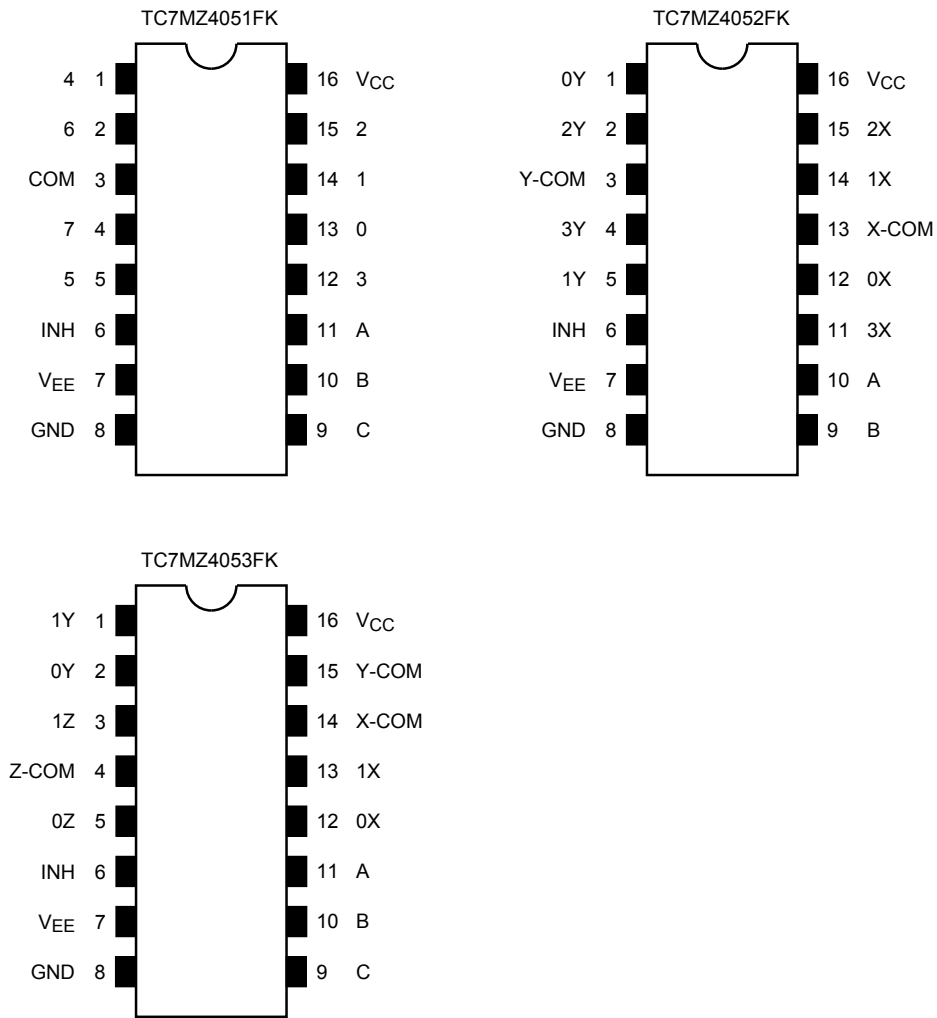 TC7MZ4051FK
4 1 16 VCC
6 2 15 2
COM 3 14 1
7 4 13 0
5 5 12 3
INH 6 11 A
VEE 7 10 B
GND 8 9 C
TC7MZ4052FK
0Y 1 16 VCC
2Y 2 15 2X
Y-COM 3 14 1X
3Y 4 13 X-COM
1Y 5 12 0X
INH 6 11 3X
VEE 7 10 A
GND 8 9 B
TC7MZ4053FK
1Y 1 16 VCC
0Y 2 15 Y-COM
1Z 3 14 X-COM
Z-COM 4 13 1X
0Z 5 12 0X
INH 6 11 A
VEE 7 10 B
GND 8 9 C